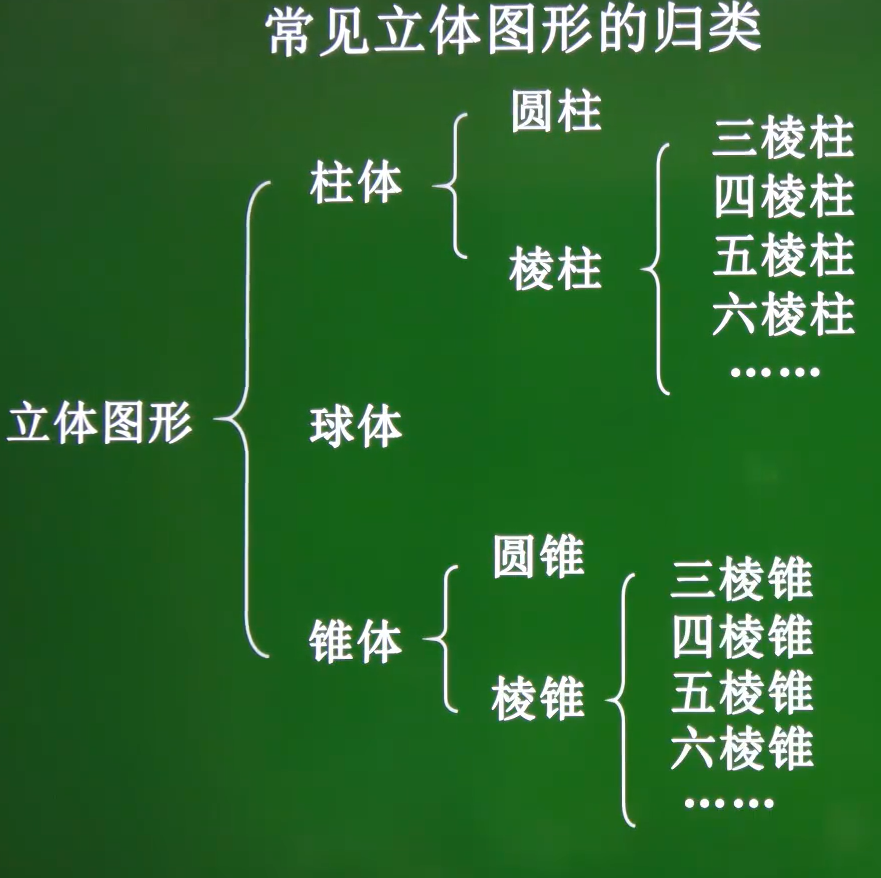 常见立体图形的归类
立体图形
柱体
圆柱
棱柱
三棱柱
四棱柱
五棱柱
六棱柱
……
球体
锥体
圆锥
棱锥
三棱锥
四棱锥
五棱锥
六棱锥
……